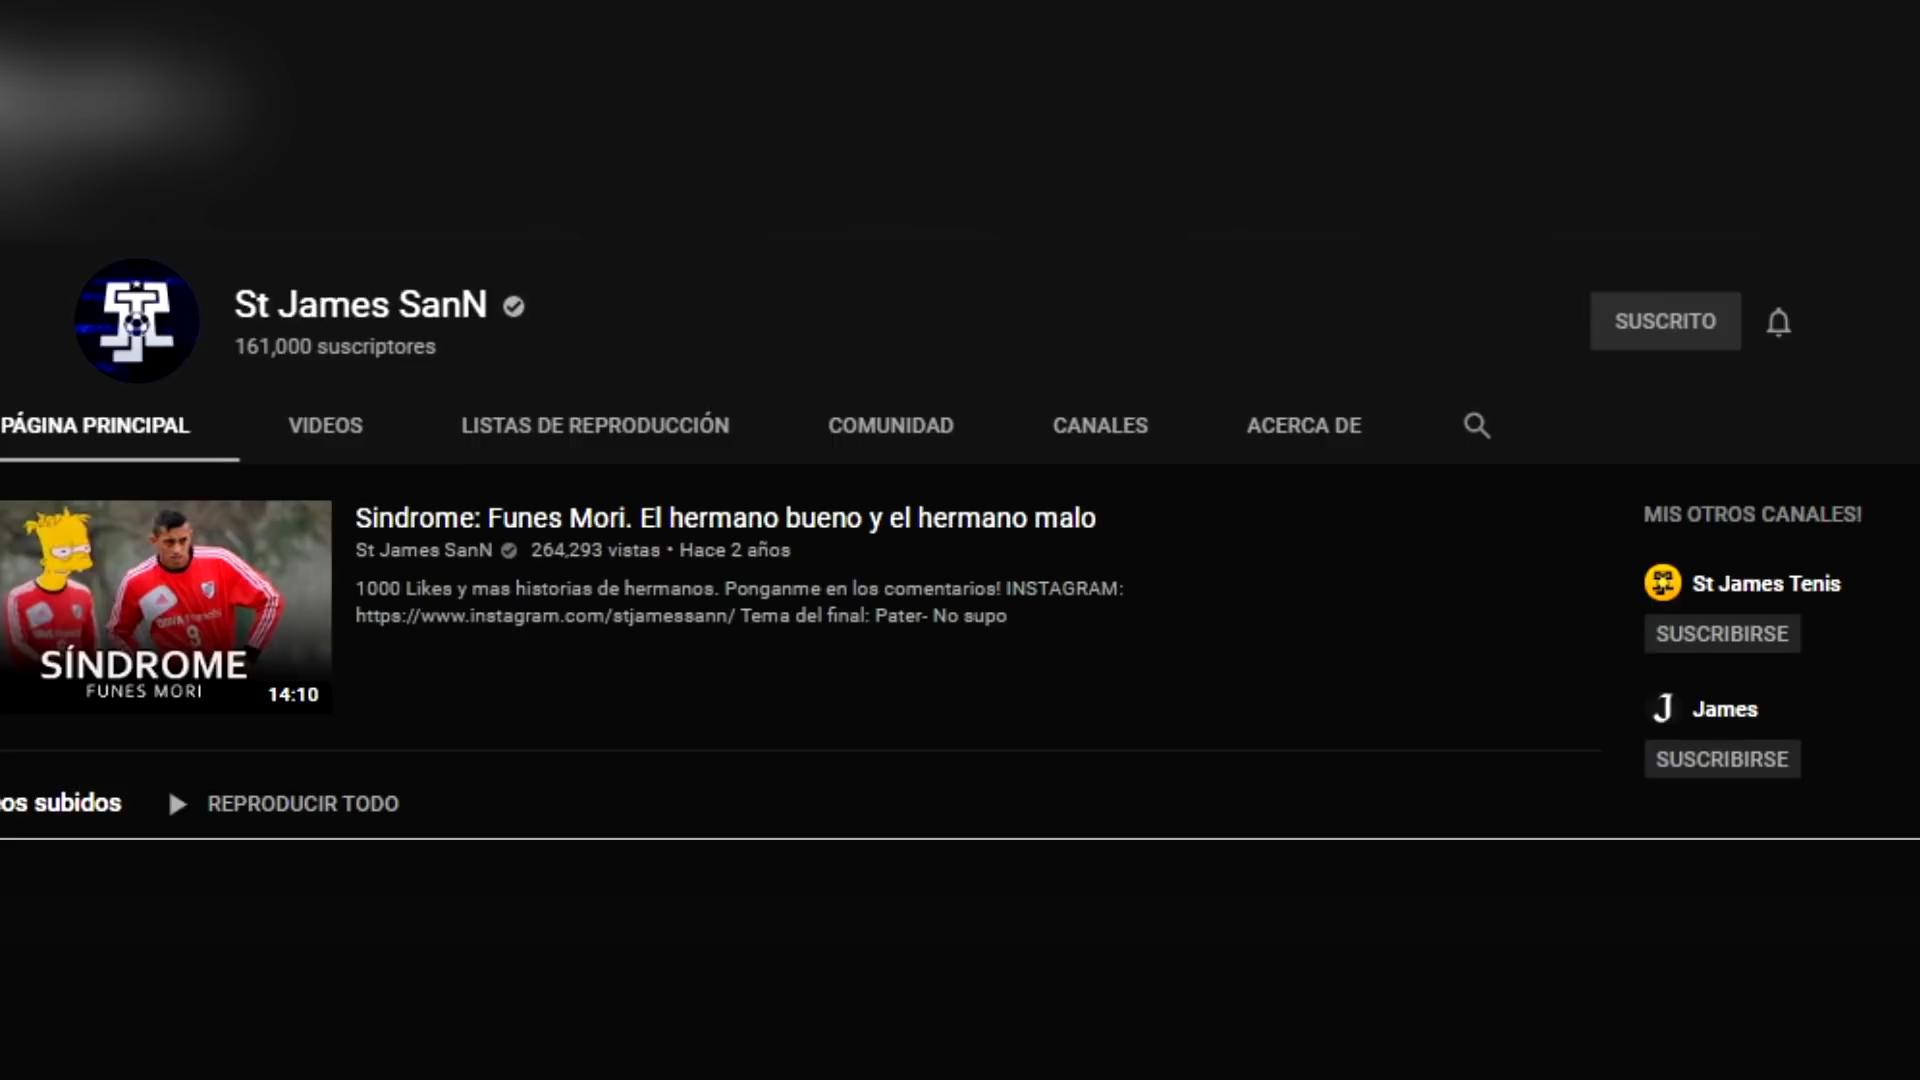 St James SanN
161,000 suscriptores
SUSCRITO
PÁGINA PRINCIPAL
VIDEOS
LISTAS DE REPRODUCCIÓN
COMUNIDAD
CANALES
ACERCA DE
SÍNDROME
FUNES MORI
14:10
Sindrome: Funes Mori. El hermano bueno y el hermano malo
St James SanN 264,293 vistas • Hace 2 años
1000 Likes y mas historias de hermanos. Ponganme en los comentarios! INSTAGRAM:
https://www.instagram.com/stjamessann/ Tema del final: Pater- No supo
MIS OTROS CANALES!
St James Tenis
SUSCRIBIRSE
J James
SUSCRIBIRSE
os subidos
REPRODUCIR TODO